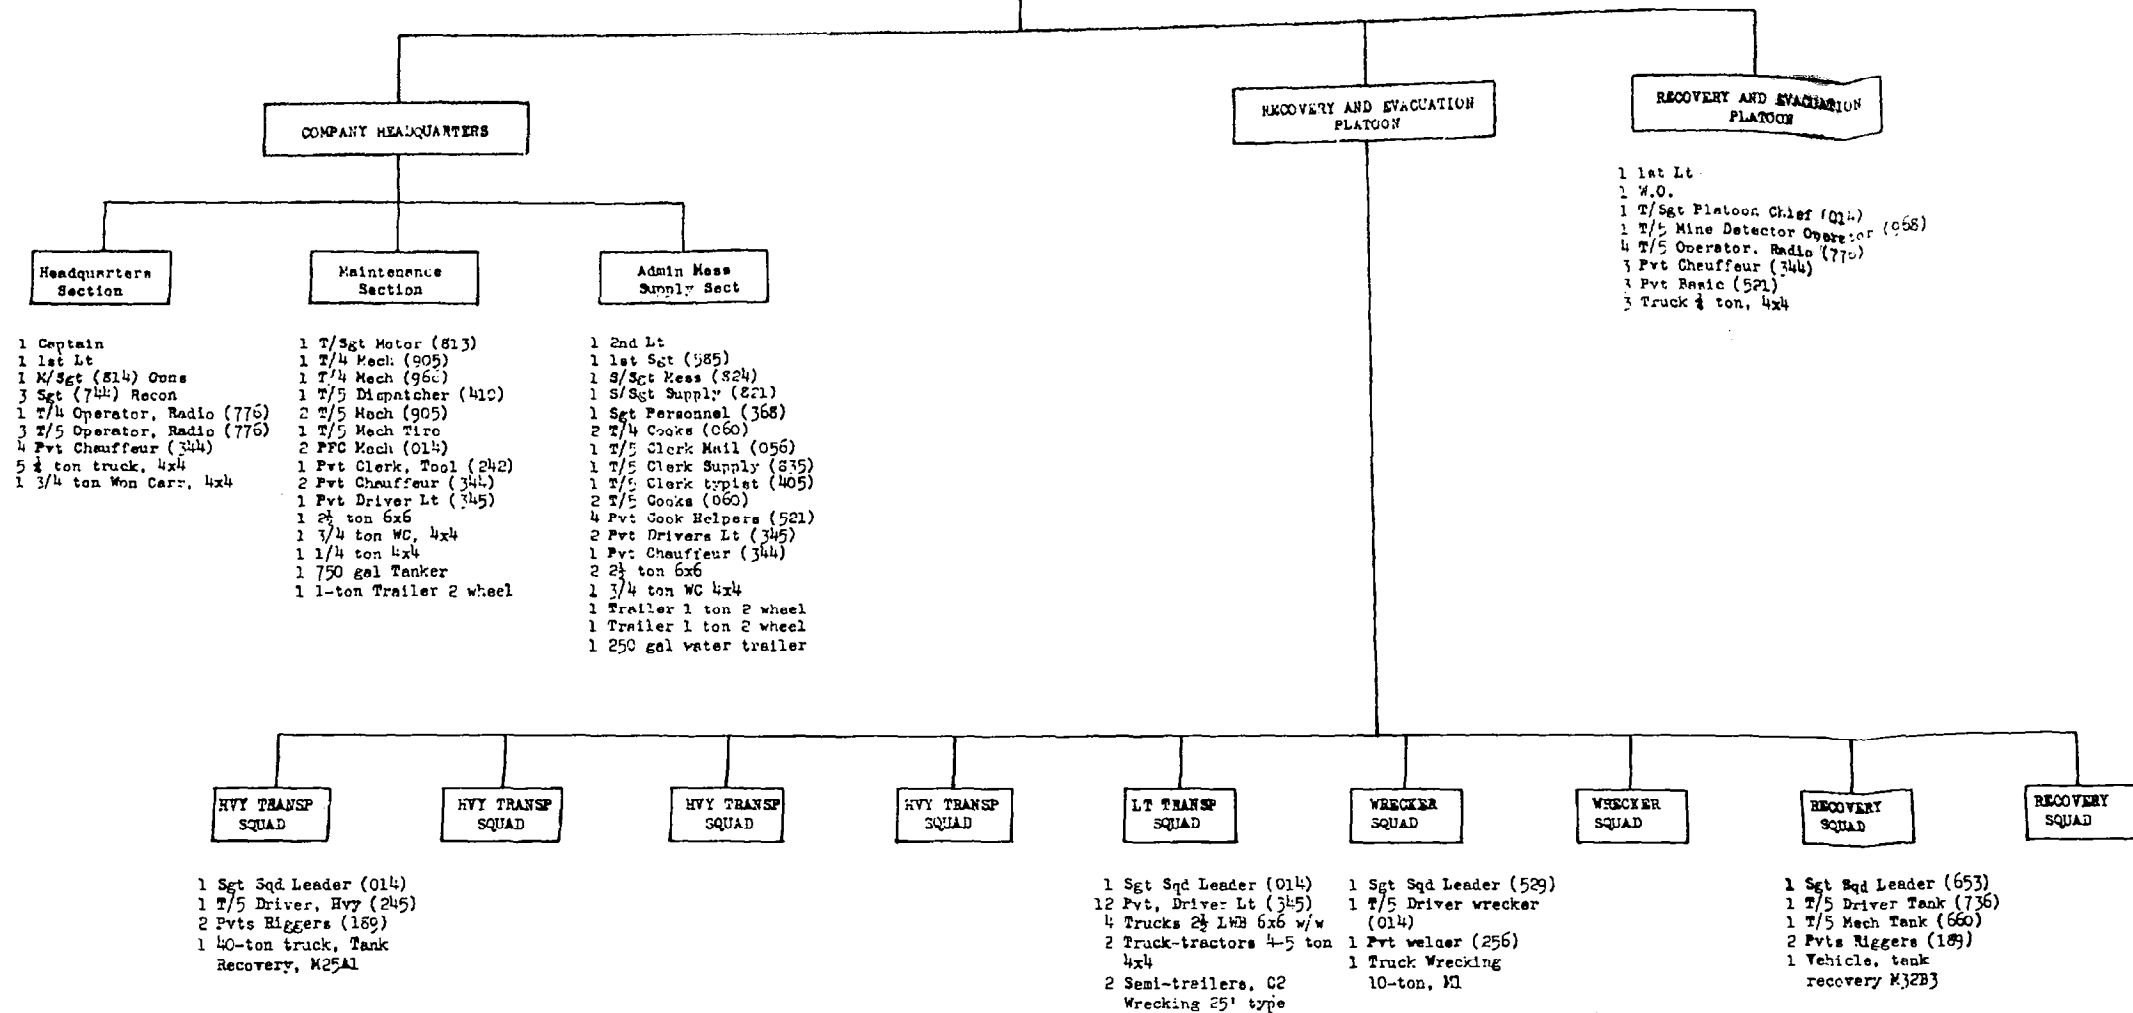 COMPANY HEADQUARTERS
RECOVERY AND EVACUATION
PLATOON
RECOVERY AND EVACUATION
PLATOON
1 1st Lt
1 W.O.
1 T/Sgt Platoon Chief (014)
1 T/5 Mine Detector Operator (968)
4 T/5 Operator. Radio (776)
3 Pvt Chauffeur (344)
3 Pvt Basic (521)
3 Truck ¼ ton, 4x4
Headquarters
Section
1 Captain
1 1st Lt
1 M/Sgt (814) Opns
3 Sgt (744) Recon
1 T/4 Operator, Radio (776)
3 T/5 Operator, Radio (776)
4 Pvt Chauffeur (344)
5 ¼ ton truck, 4x4
1 3/4 ton Wpn Carr, 4x4
Maintenance
Section
1 T/Sgt Motor (813)
1 T/4 Mech (905)
1 T/4 Mech
1 T/5 Dispatcher (410)
2 T/5 Mech (905)
1 T/5 Mech Tire
2 PFC Mech (014)
1 Pvt Clerk, Tool (242)
2 Pvt Chauffeur (344)
1 Pvt Driver Lt (345)
1 2½ ton 6x6
1 3/4 ton WC, 4x4
1 1/4 ton 4x4
1 750 gal Tanker
1 1-ton Trailer 2 wheel
Admin Mess
Supply Sect
1 2nd Lt
1 1st Sgt (585)
1 S/Sgt Mess (824)
1 S/Sgt Supply (821)
1 Sgt Personnel (368)
2 T/4 Cooks (060)
1 T/5 Clerk Mail (056)
1 T/5 Clerk Supply (835)
1 T/5 Clerk typist (405)
2 T/5 Cooks (060)
4 Pvt Cook Helpers (521)
2 Pvt Drivers Lt (345)
1 Pvt Chauffeur (344)
2 2½ ton 6x6
1 3/4 ton WC 4x4
1 Trailer 1 ton 2 wheel
1 Trailer 1 ton 2 wheel
1 250 gal water trailer
HVY TRANSP
SQUAD
1 Sgt Sqd Leader (014)
1 T/5 Driver, Hvy (245)
2 Pvts Riggers (189)
1 40-ton truck, Tank
Recovery, M25A1
HVY TRANSP
SQUAD
HVY TRANSP
SQUAD
HVY TRANSP
SQUAD
LT TRANSP
SQUAD
1 Sgt Sqd Leader (014)
12 Pvt, Driver Lt (345)
4 Trucks 2½ LWB 6x6 w/w
2 Truck-tractors 4-5 ton
4x4
2 Semi-trailers, C2
Wrecking 25' type
WRECKER
SQUAD
1 Sgt Sqd Leader (529)
1 T/5 Driver wrecker
(014)
1 Pvt welder (256)
1 Truck Wrecking
10-ton, M1
WRECKER
SQUAD
RECOVERY
SQUAD
1 Sgt Sqd Leader (653)
1 T/5 Driver Tank (736)
1 T/5 Mech Tank (660)
2 Pvts Riggers (189)
1 Vehicle, tank
recovery M32B3
RECOVERY
SQUAD